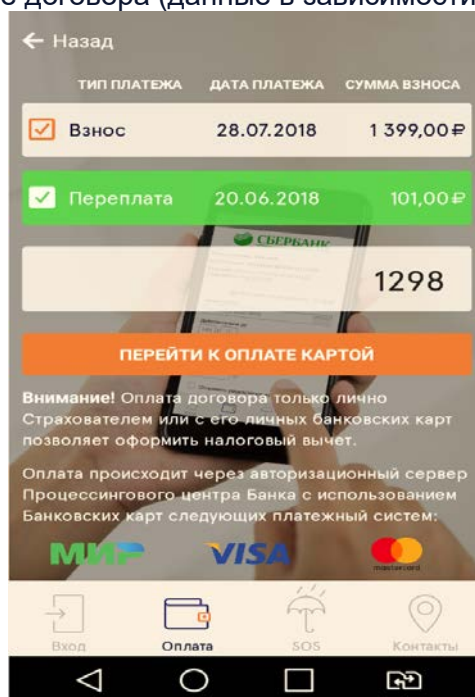 договора (данные в зависимости
← Назад
ТИП ПЛАТЕЖА ДАТА ПЛАТЕЖА СУММА ВЗНОСА
Взнос 28.07.2018 1 399,00₽
Переплата 20.06.2018 101,00₽
СБЕРБАНК
1298
ПЕРЕЙТИ К ОПЛАТЕ КАРТОЙ
Внимание! Оплата договора только лично
Страхователем или с его личных банковских карт
позволяет оформить налоговый вычет.
Оплата происходит через авторизационный сервер
Процессингового центра Банка с использованием
Банковских карт следующих платежный систем:
МИР VISA mastercard
Вход Оплата SOS Контакты